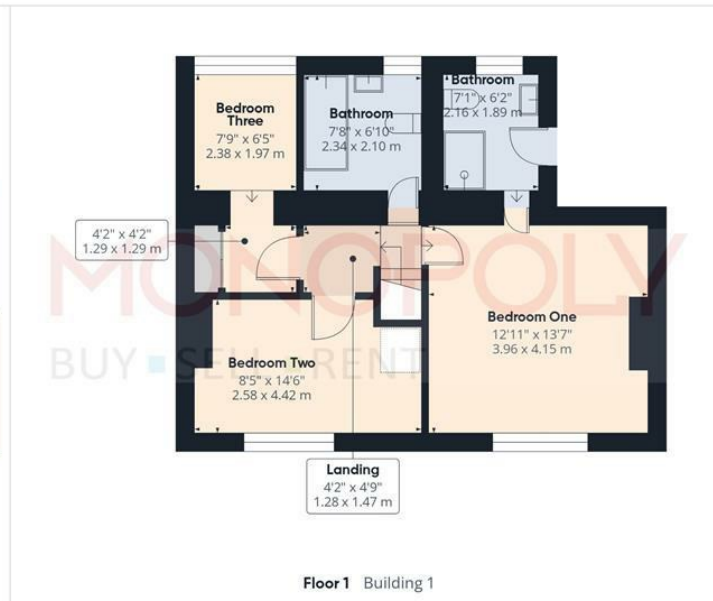 Bedroom
Three
7'9" x 6'5"
2.38 x 1.97 m
Bathroom
7'8" x 6'10"
2.34 x 2.10 m
Bathroom
7'1" x 6'2"
2.16 x 1.89 m
4'2" x 4'2"
1.29 x 1.29 m
MONOPOLY
BUY SELL RENT
Bedroom One
12'11" x 13'7"
3.96 x 4.15 m
Bedroom Two
8'5" x 14'6"
2.58 x 4.42 m
Landing
4'2" x 4'9"
1.28 x 1.47 m
Floor 1 Building 1